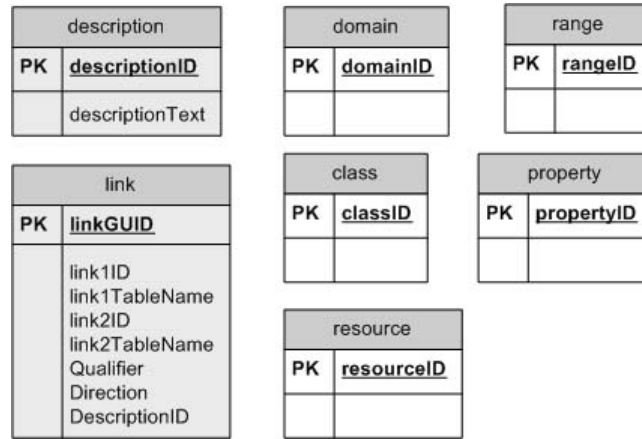 description
PK descriptionID
descriptionText
domain
PK domainID
range
PK rangeID
link
PK linkGUID
link1ID
link1TableName
link2ID
link2TableName
Qualifier
Direction
DescriptionID
class
PK classID
property
PK propertyID
resource
PK resourceID